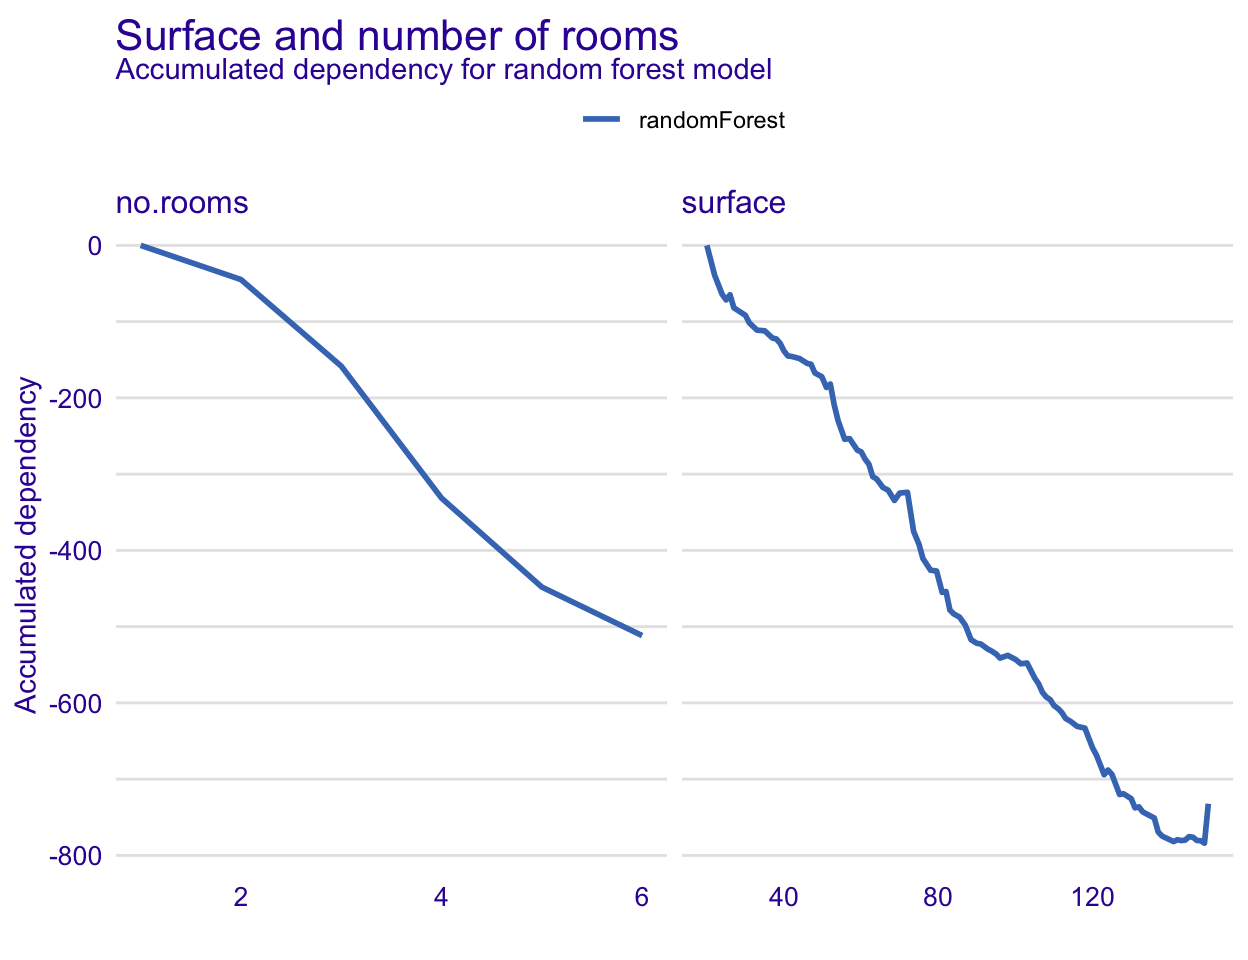 Surface and number of rooms
Accumulated dependency for random forest model
randomForest
no.rooms
surface
Accumulated dependency
0
-200
-400
-600
-800
2
4
6
40
80
120